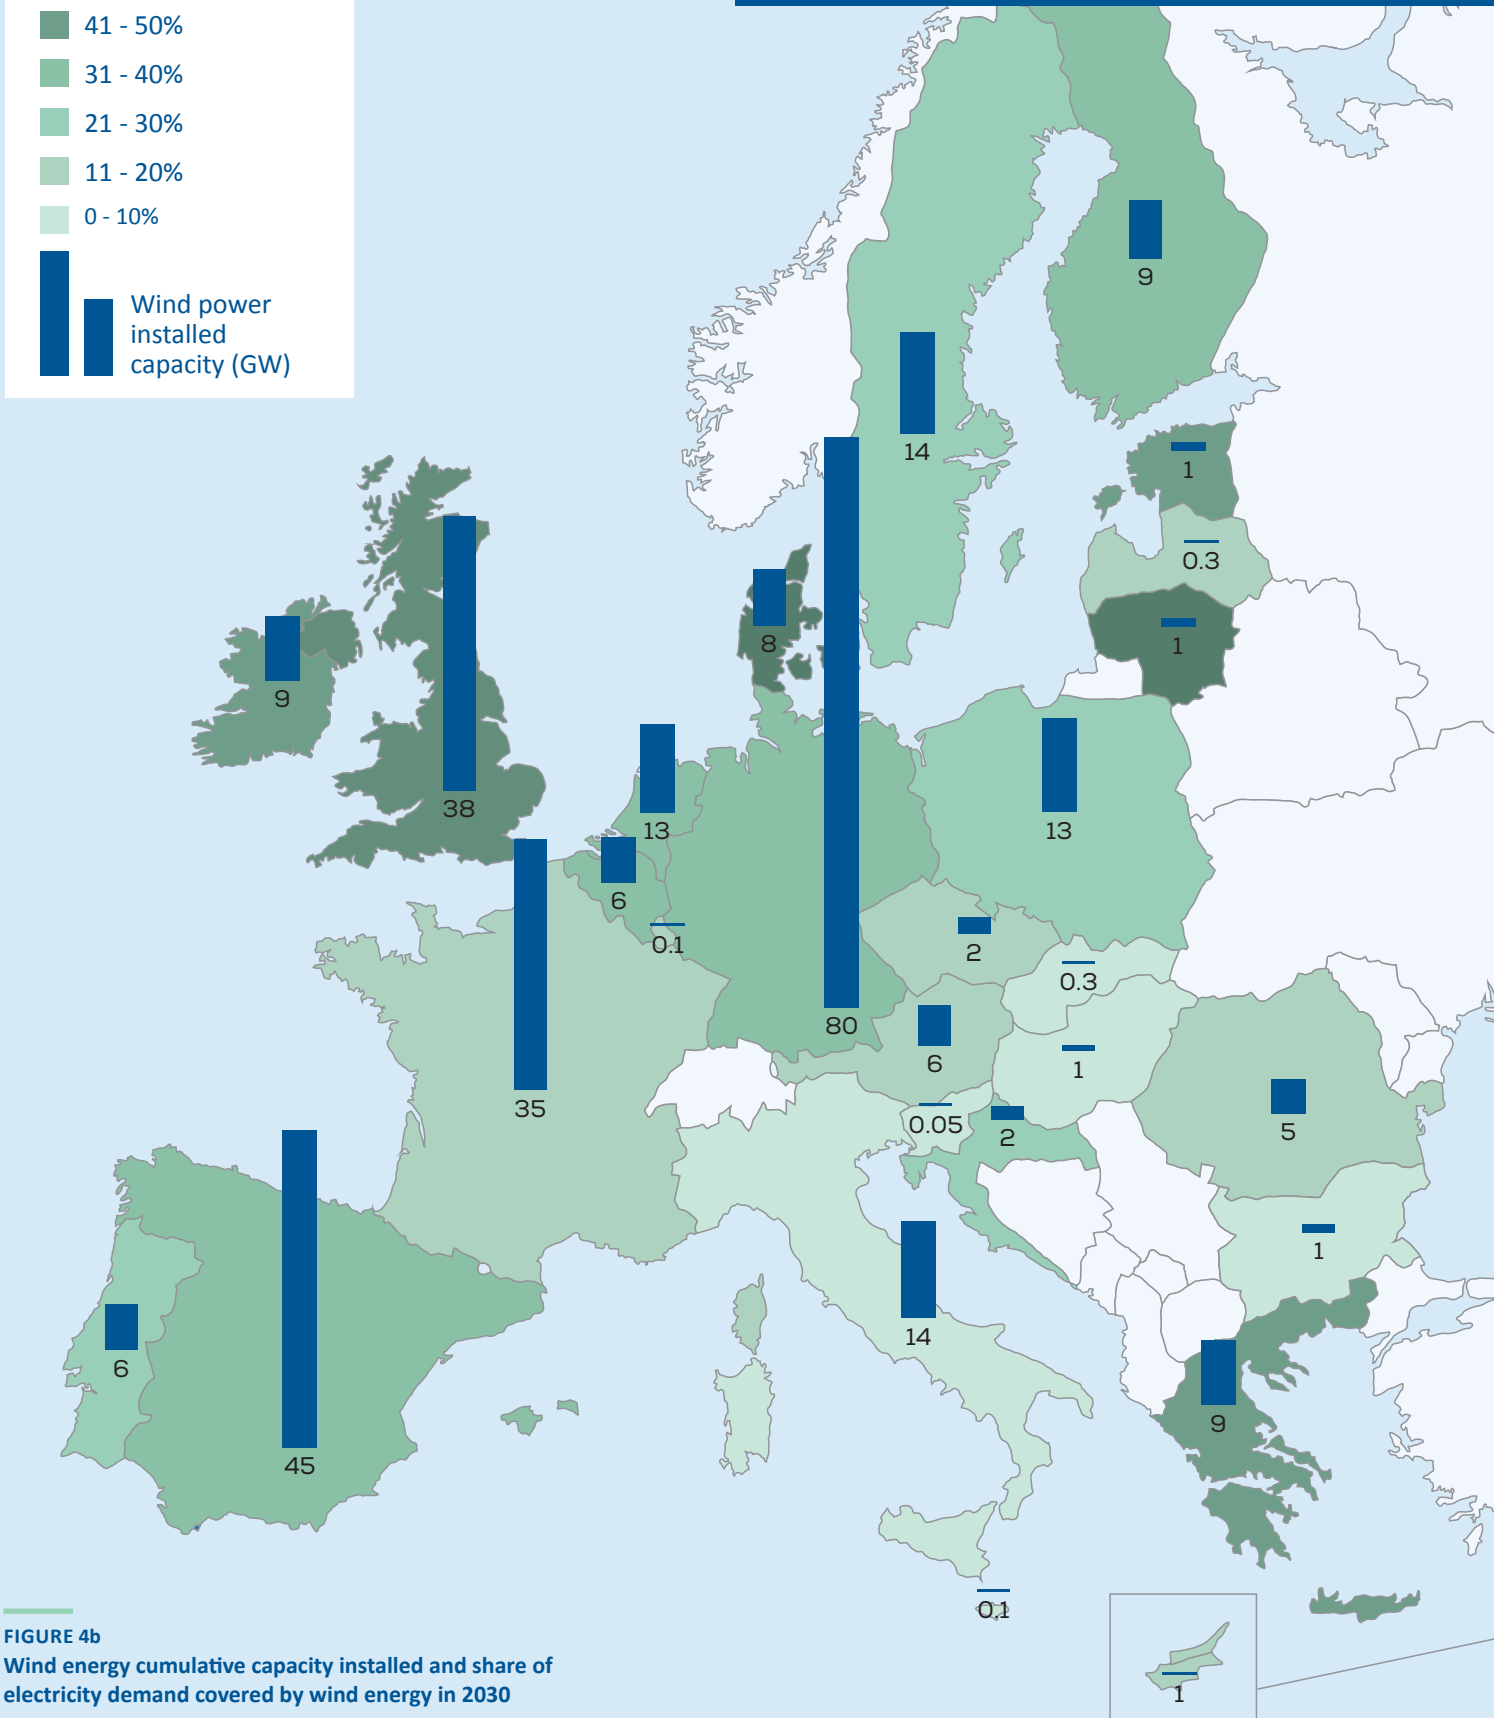 41 - 50%
31 - 40%
21 - 30%
11 - 20%
0 - 10%
Wind power
installed
capacity (GW)
9
14
1
0.3
1
8
9
38
13
13
6
0.1
2
0.3
80
6
1
35
0.05
2
5
1
14
6
9
45
0.1
1
FIGURE 4b
Wind energy cumulative capacity installed and share of
electricity demand covered by wind energy in 2030